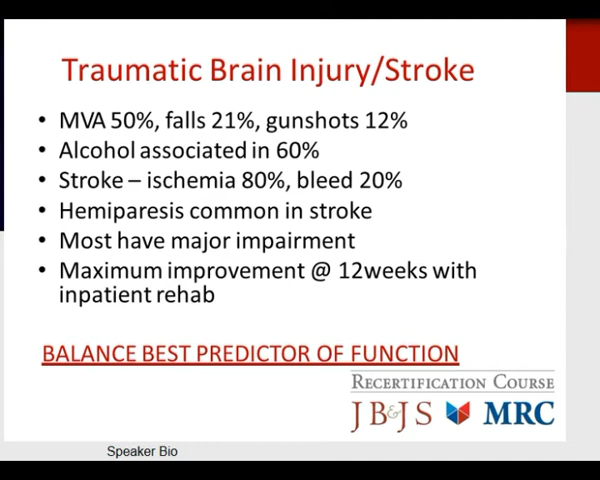 Traumatic Brain Injury/Stroke
• MVA 50%, falls 21%, gunshots 12%
• Alcohol associated in 60%
• Stroke – ischemia 80%, bleed 20%
• Hemiparesis common in stroke
• Most have major impairment
• Maximum improvement @ 12weeks with
inpatient rehab
BALANCE BEST PREDICTOR OF FUNCTION
RECERTIFICATION COURSE
JB&JS MRC
Speaker Bio